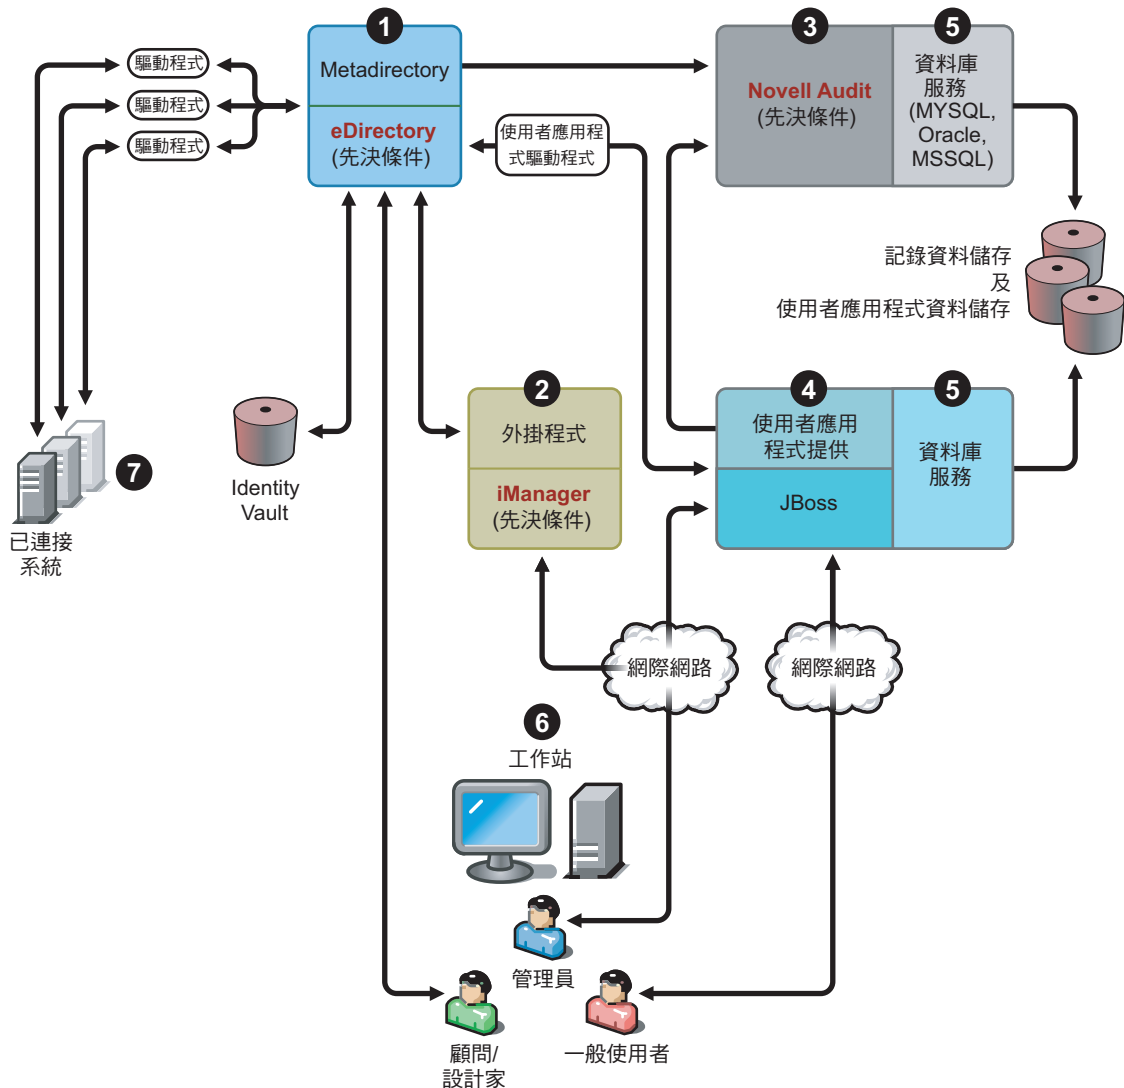 1
Metadirectory
eDirectory
(先決條件)
驅動程式
驅動程式
驅動程式
使用者應用程
式驅動程式
3
Novell Audit
(先決條件)
5
資料庫
服務
(MYSQL,
Oracle,
MSSQL)
記錄資料儲存
及
使用者應用程式資料儲存
7
已連接
系統
Identity
Vault
2
外掛程式
iManager
(先決條件)
4
使用者應用
程式提供
JBoss
5
資料庫
服務
網際網路
網際網路
6
工作站
管理員
顧問/
設計家
一般使用者